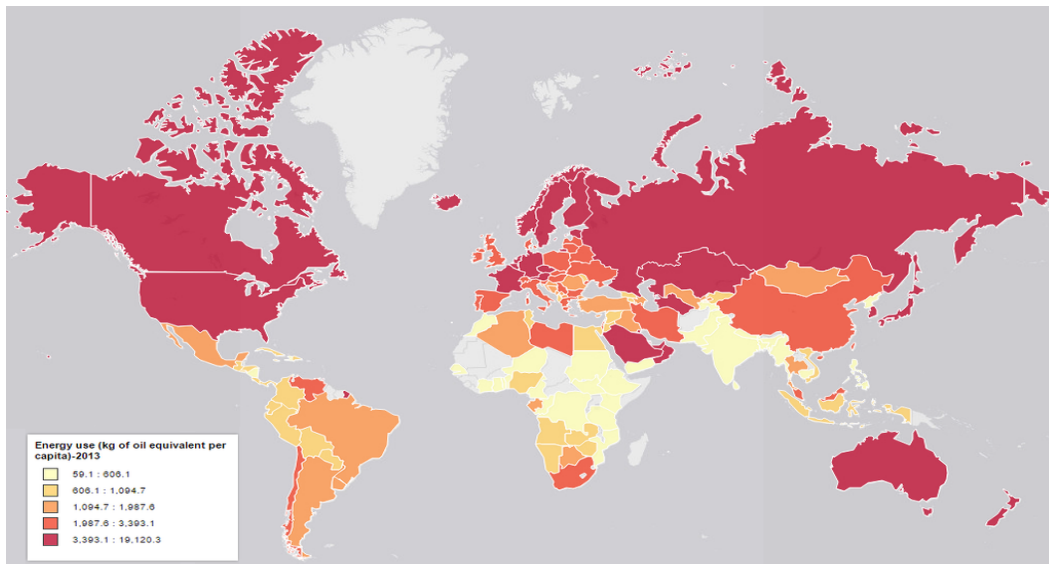 Energy use (kg of oil equivalent per
capita)-2013
59.1 : 606.1
606.1 : 1,094.7
1,094.7 : 1,987.6
1,987.6 : 3,393.1
3,393.1 : 19,120.3